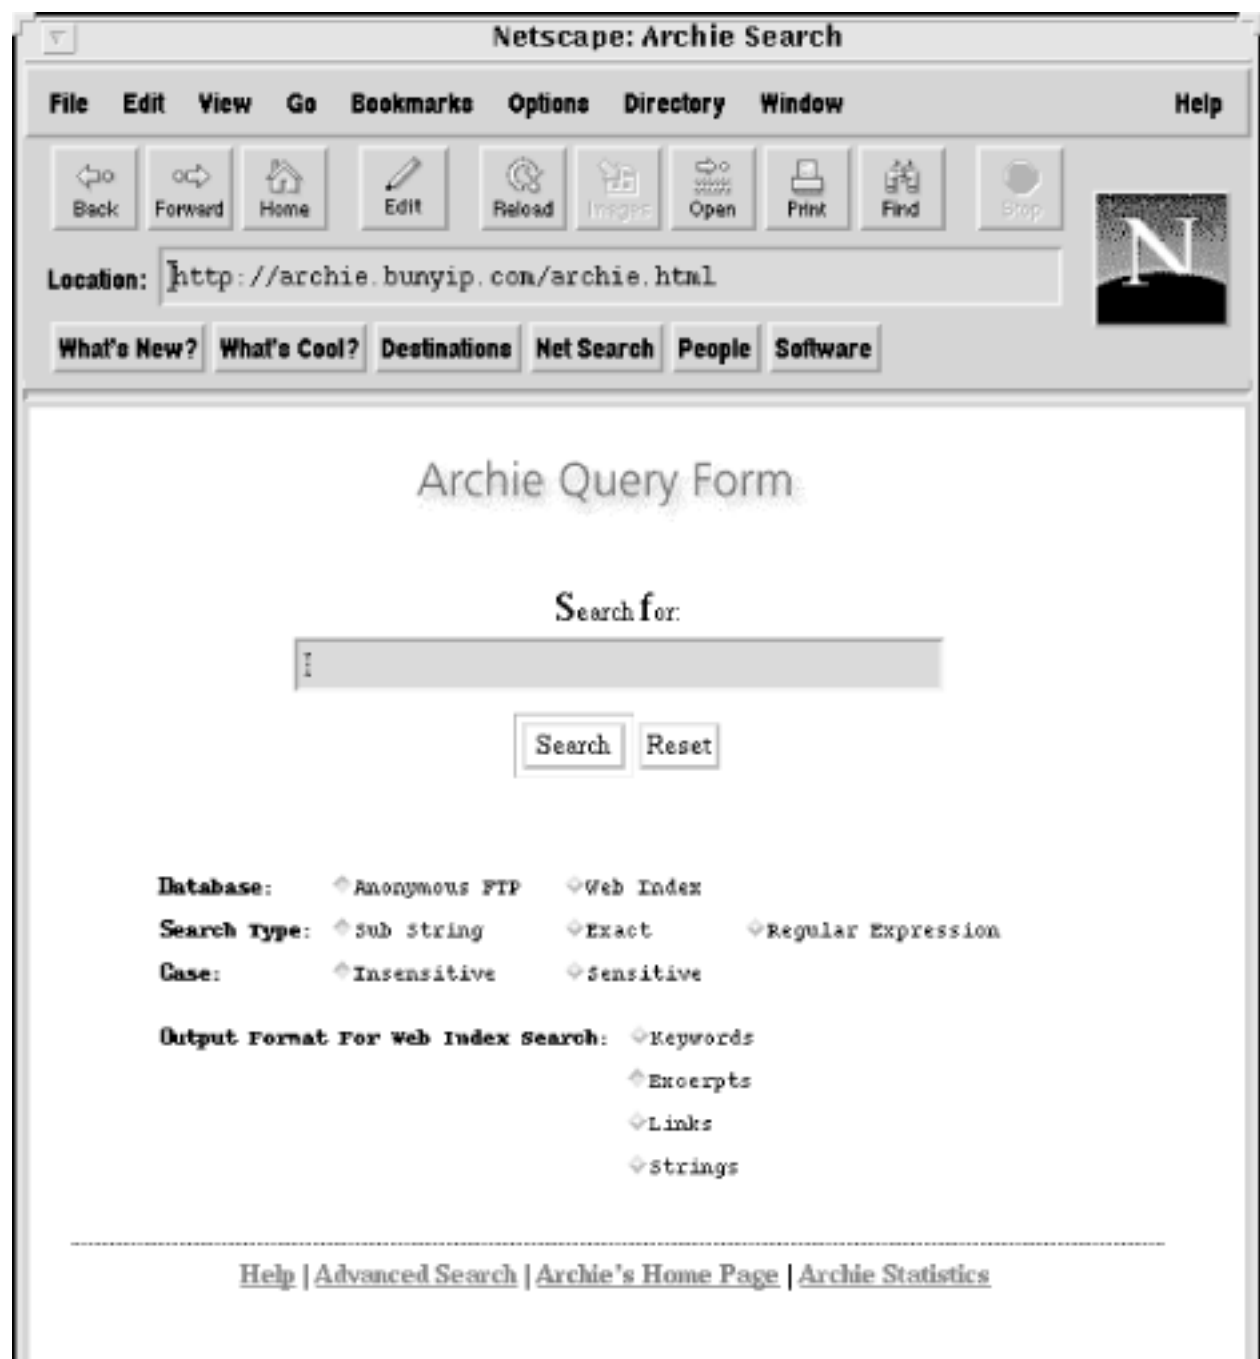 Netscape: Archie Search
File Edit View Go Bookmarks Options Directory Window Help
Back Forward Home Edit Reload Images Open Print Find Stop
N
Location: http://archie.bunyip.com/archie.html
What's New? What's Cool? Destinations Net Search People Software
Archie Query Form
Search for:
Search Reset
Database: Anonymous FTP Web Index
Search Type: Sub String Exact Regular Expression
Case: Insensitive Sensitive
Output Format For Web Index Search: Keywords
Excerpts
Links
Strings
Help | Advanced Search | Archie's Home Page | Archie Statistics